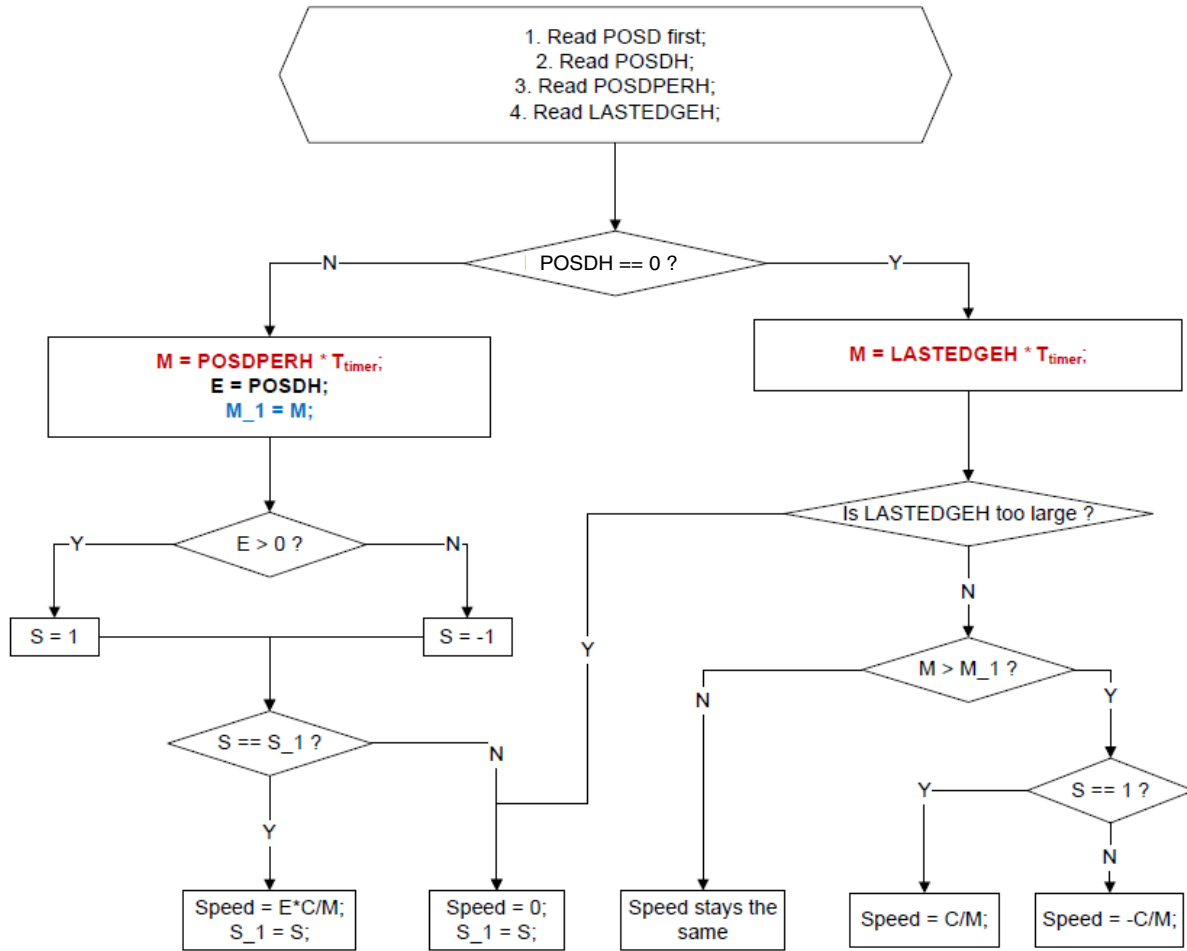 1. Read POSD first;
2. Read POSDH;
3. Read POSDPERH;
4. Read LASTEDGEH;
POSDH == 0 ?
N
Y
M = POSDPERH * Ttimer;
E = POSDH;
M_1 = M;
M = LASTEDGEH * Ttimer;
Is LASTEDGEH too large ?
Y
E > 0 ?
N
N
S = 1
S = -1
Y
M > M_1 ?
N
Y
S == S_1 ?
N
S == 1 ?
Y
Y
N
Speed = E*C/M;
S_1 = S;
Speed = 0;
S_1 = S;
Speed stays the
same
Speed = C/M;
Speed = -C/M;